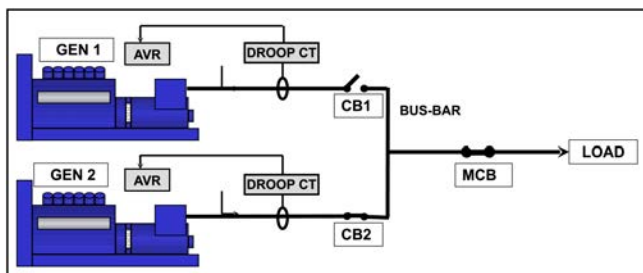 GEN 1
AVR
DROOP CT
CB1
BUS-BAR
MCB
LOAD
GEN 2
AVR
DROOP CT
CB2